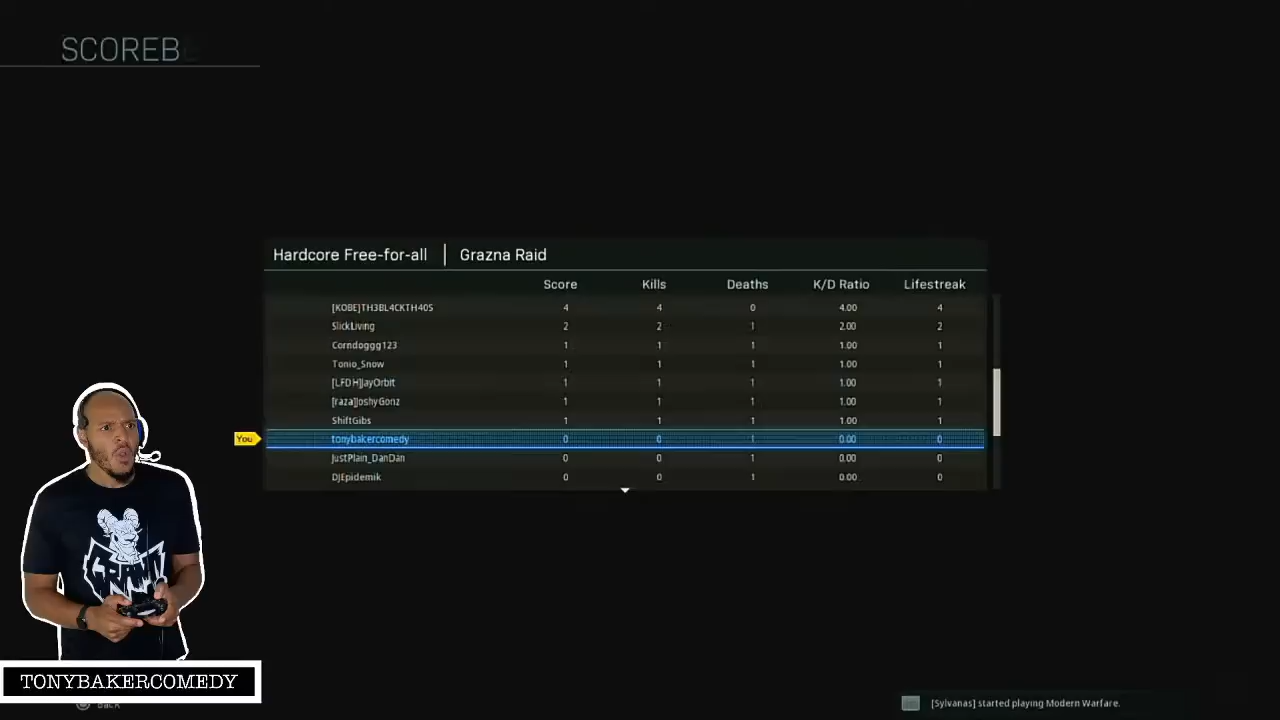 SCOREB
Hardcore Free-for-all | Grazna Raid
Score Kills Deaths K/D Ratio Lifestreak
[KOBE]TH3BL4CKTH40S 4 4 0 4.00 4
SlickLiving 2 2 1 2.00 2
Corndoggg123 1 1 1 1.00 1
Tonio_Snow 1 1 1 1.00 1
[LFDH]JayOrbit 1 1 1 1.00 1
[raza]JoshyGonz 1 1 1 1.00 1
ShiftGibs 1 1 1 1.00 1
You tonybakercomedy 0 0 1 0.00 0
JustPlain_DanDan 0 0 1 0.00 0
DJEpidemik 0 0 1 0.00 0
GRAMS
TONYBAKERCOMEDY
Back
[Sylvanas] started playing Modern Warfare.